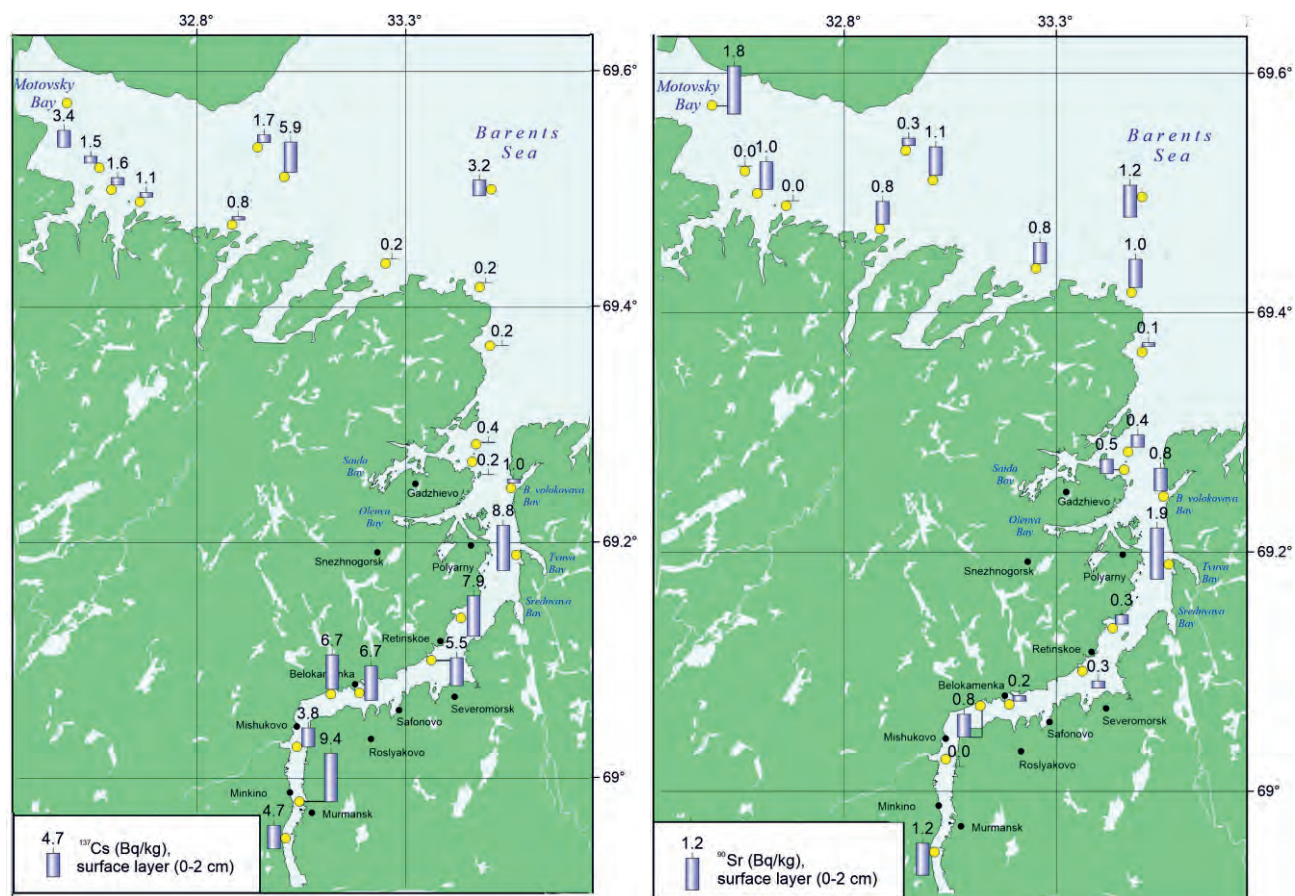 32.8° 33.3°
69.6°
Motovsky
Bay
3.4
1.5
1.6
1.1
1.7
5.9
0.8
Barents
Sea
3.2
0.2
0.2
69.4°
0.2
0.4
0.2
1.0
Saida
Bay
Gadzhievo
B. volokovaya
Bay
Olenya
Bay
8.8
69.2°
Snezhnogorsk
Polyarny
Tyuva
Bay
7.9
Srednyaya
Bay
Retinskoe
6.7
6.7
5.5
Belokamenka
Severomorsk
Safonovo
Mishukovo
3.8
Roslyakovo
9.4
69°
Minkino
Murmansk
4.7
4.7
¹³⁷Cs (Bq/kg),
surface layer (0-2 cm)
32.8° 33.3°
69.6°
1.8
Motovsky
Bay
0.0
1.0
0.0
0.3
1.1
0.8
Barents
Sea
1.2
0.8
1.0
69.4°
0.1
0.4
0.5
0.8
Saida
Bay
Gadzhievo
B. volokovaya
Bay
Olenya
Bay
1.9
69.2°
Snezhnogorsk
Polyarny
Tyuva
Bay
Srednyaya
Bay
0.3
Retinskoe
0.3
Belokamenka
0.2
0.8
Severomorsk
Safonovo
Mishukovo
0.0
Roslyakovo
69°
Minkino
Murmansk
1.2
1.2
⁹⁰Sr (Bq/kg),
surface layer (0-2 cm)